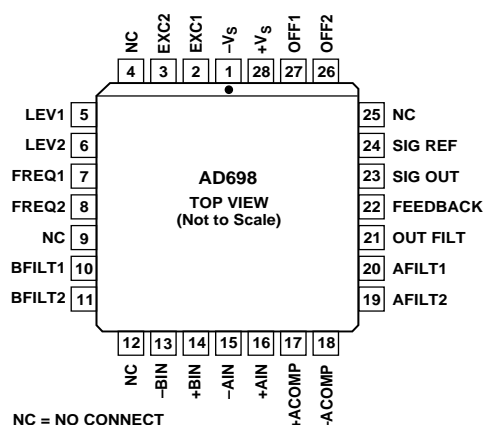 NC
EXC2
EXC1
–VS
+VS
OFF1
OFF2
4 3 2 1 28 27 26
LEV1 5
LEV2 6
FREQ1 7
FREQ2 8
NC 9
BFILT1 10
BFILT2 11
AD698
TOP VIEW
(Not to Scale)
25 NC
24 SIG REF
23 SIG OUT
22 FEEDBACK
21 OUT FILT
20 AFILT1
19 AFILT2
12 13 14 15 16 17 18
NC
–BIN
+BIN
–AIN
+AIN
+ACOMP
–ACOMP
NC = NO CONNECT